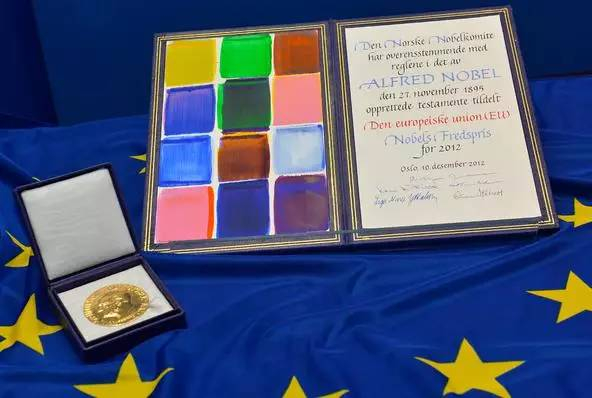 Den Norske Nobelkomite
har overensstemmende med
reglene i det av
ALFRED NOBEL
den 27. november 1895
opprettede testamente tildelt
Den europeiske union (EU)
Nobels Fredspris
for 2012
Oslo, 10. desember 2012